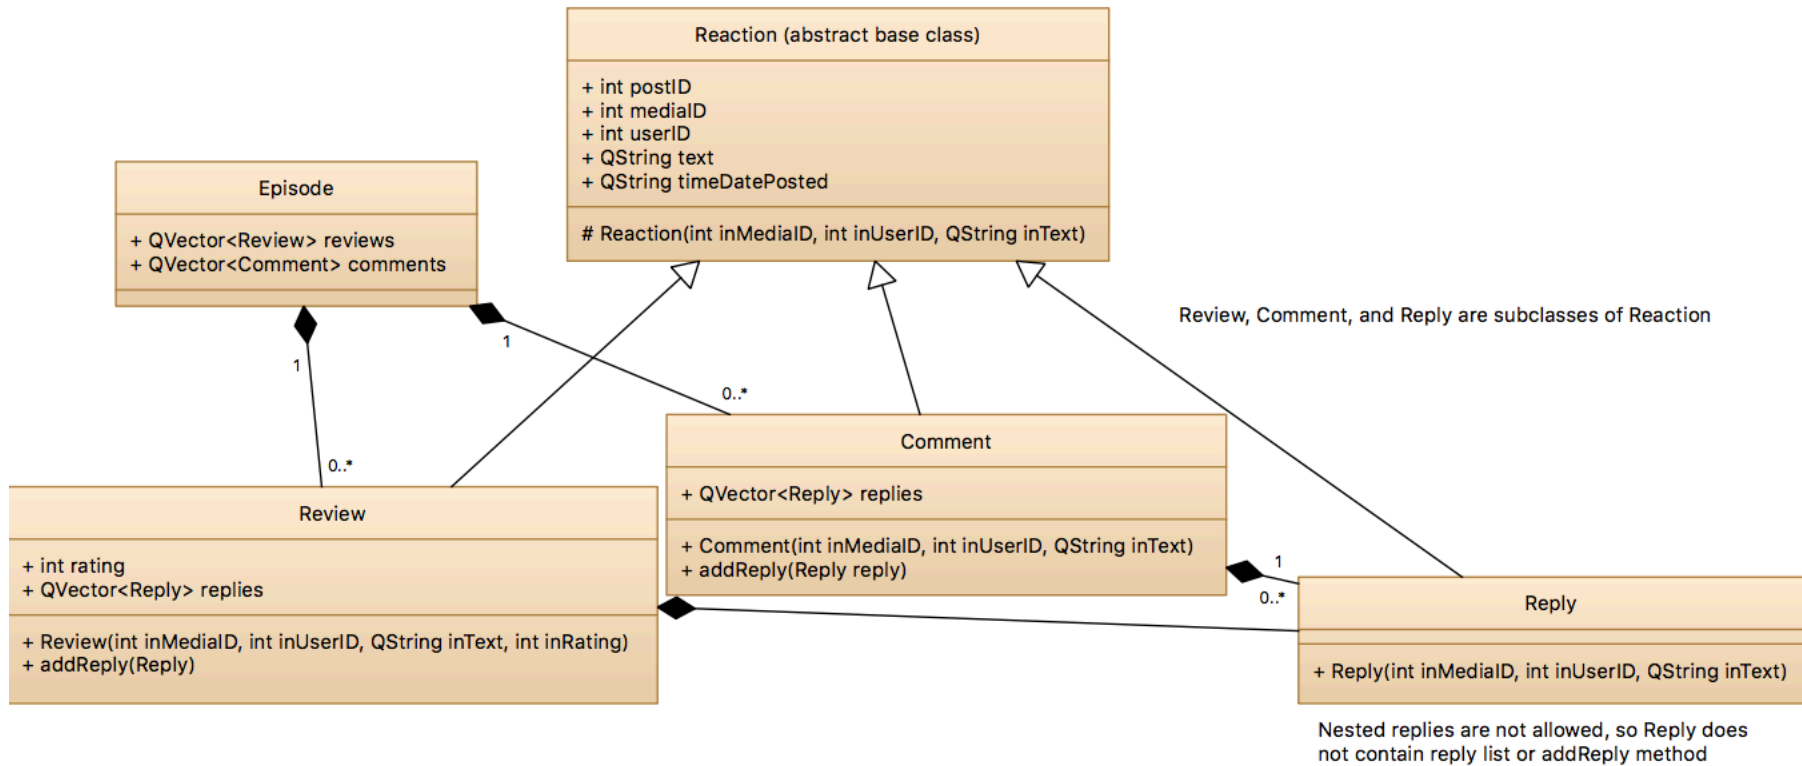 Reaction (abstract base class)
+ int postID
+ int mediaID
+ int userID
+ QString text
+ QString timeDatePosted
# Reaction(int inMediaID, int inUserID, QString inText)
Episode
+ QVector<Review> reviews
+ QVector<Comment> comments
Review, Comment, and Reply are subclasses of Reaction
1
1
0..*
0..*
Comment
+ QVector<Reply> replies
+ Comment(int inMediaID, int inUserID, QString inText)
+ addReply(Reply reply)
Review
+ int rating
+ QVector<Reply> replies
+ Review(int inMediaID, int inUserID, QString inText, int inRating)
+ addReply(Reply)
1
0..*
Reply
+ Reply(int inMediaID, int inUserID, QString inText)
Nested replies are not allowed, so Reply does
not contain reply list or addReply method